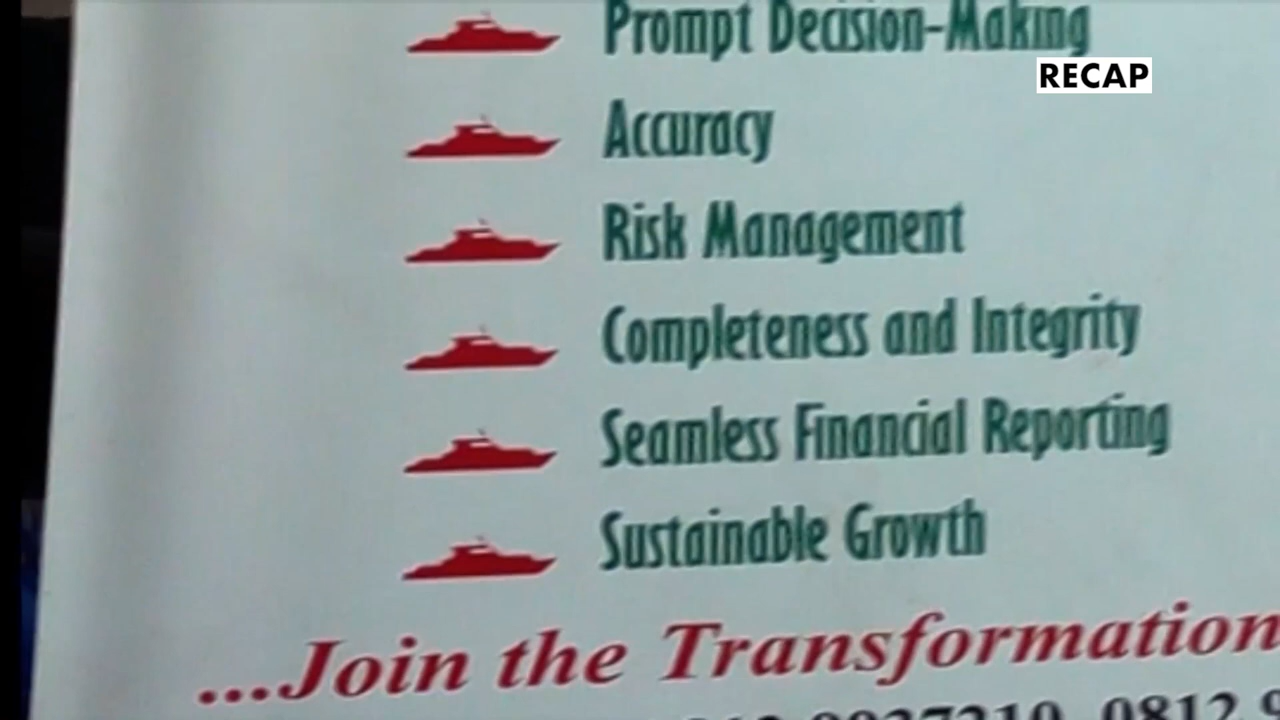 Prompt Decision-Making
RECAP
Accuracy
Risk Management
Completeness and Integrity
Seamless Financial Reporting
Sustainable Growth
...Join the Transformation